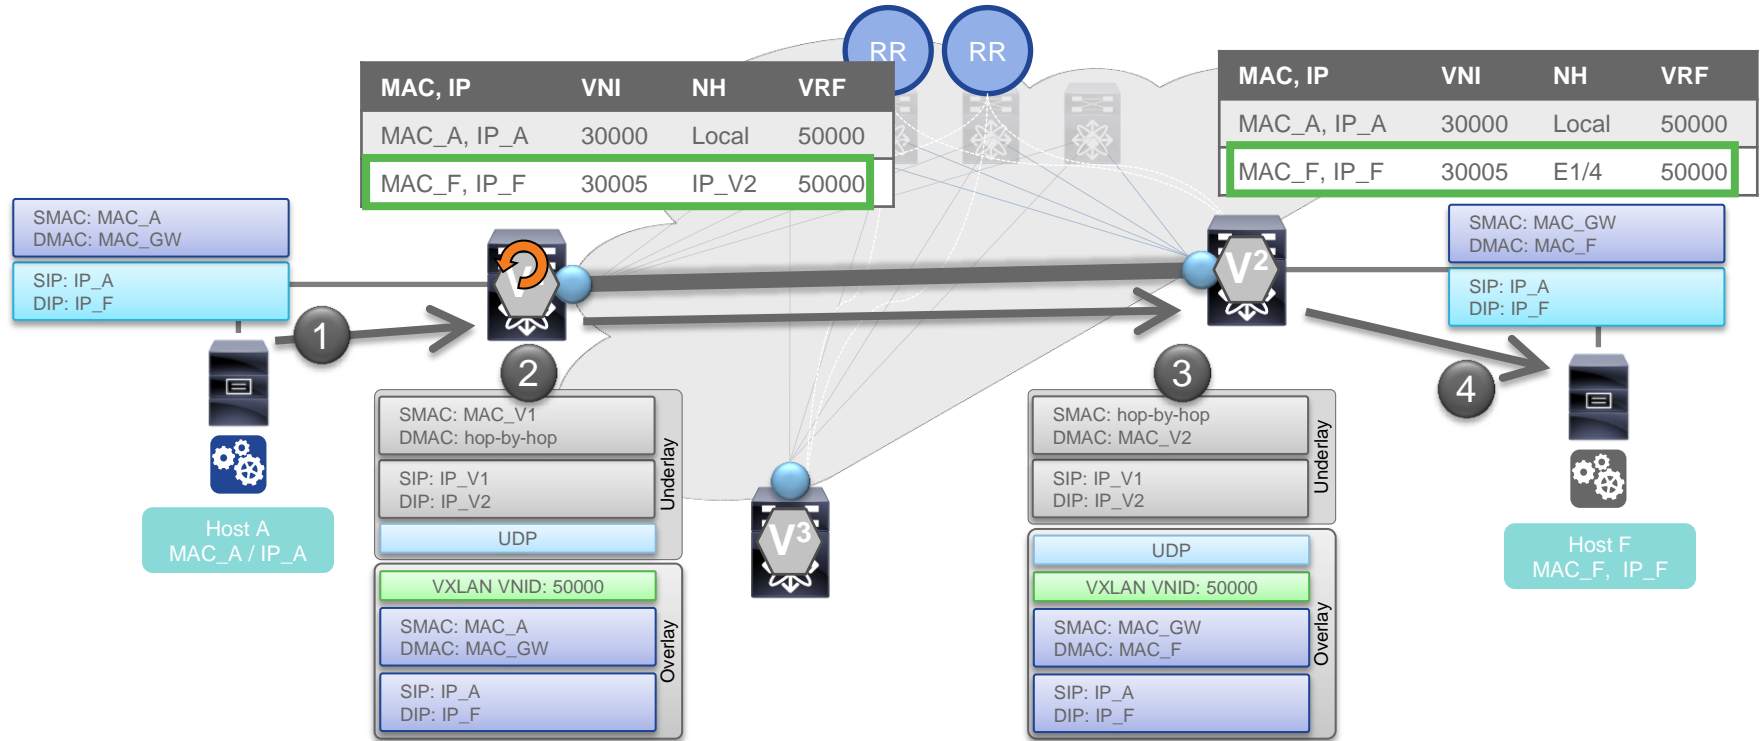 RR
RR
MAC, IP VNI NH VRF
MAC_A, IP_A 30000 Local 50000
MAC_F, IP_F 30005 IP_V2 50000
MAC, IP VNI NH VRF
MAC_A, IP_A 30000 Local 50000
MAC_F, IP_F 30005 E1/4 50000
SMAC: MAC_A
DMAC: MAC_GW
SIP: IP_A
DIP: IP_F
V
V2
SMAC: MAC_GW
DMAC: MAC_F
SIP: IP_A
DIP: IP_F
1
2
3
4
SMAC: MAC_V1
DMAC: hop-by-hop
SIP: IP_V1
DIP: IP_V2
UDP
Underlay
VXLAN VNID: 50000
SMAC: MAC_A
DMAC: MAC_GW
SIP: IP_A
DIP: IP_F
Overlay
V3
SMAC: hop-by-hop
DMAC: MAC_V2
SIP: IP_V1
DIP: IP_V2
Underlay
UDP
VXLAN VNID: 50000
SMAC: MAC_GW
DMAC: MAC_F
SIP: IP_A
DIP: IP_F
Overlay
Host A
MAC_A / IP_A
Host F
MAC_F, IP_F